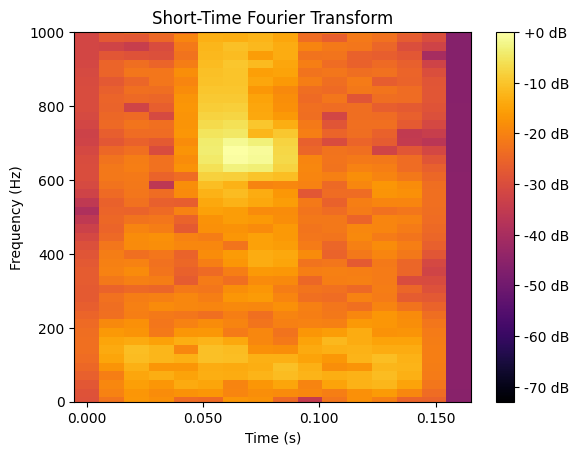 Short-Time Fourier Transform
1000
800
600
400
200
0
Frequency (Hz)
0.000
0.050
0.100
0.150
Time (s)
+0 dB
-10 dB
-20 dB
-30 dB
-40 dB
-50 dB
-60 dB
-70 dB